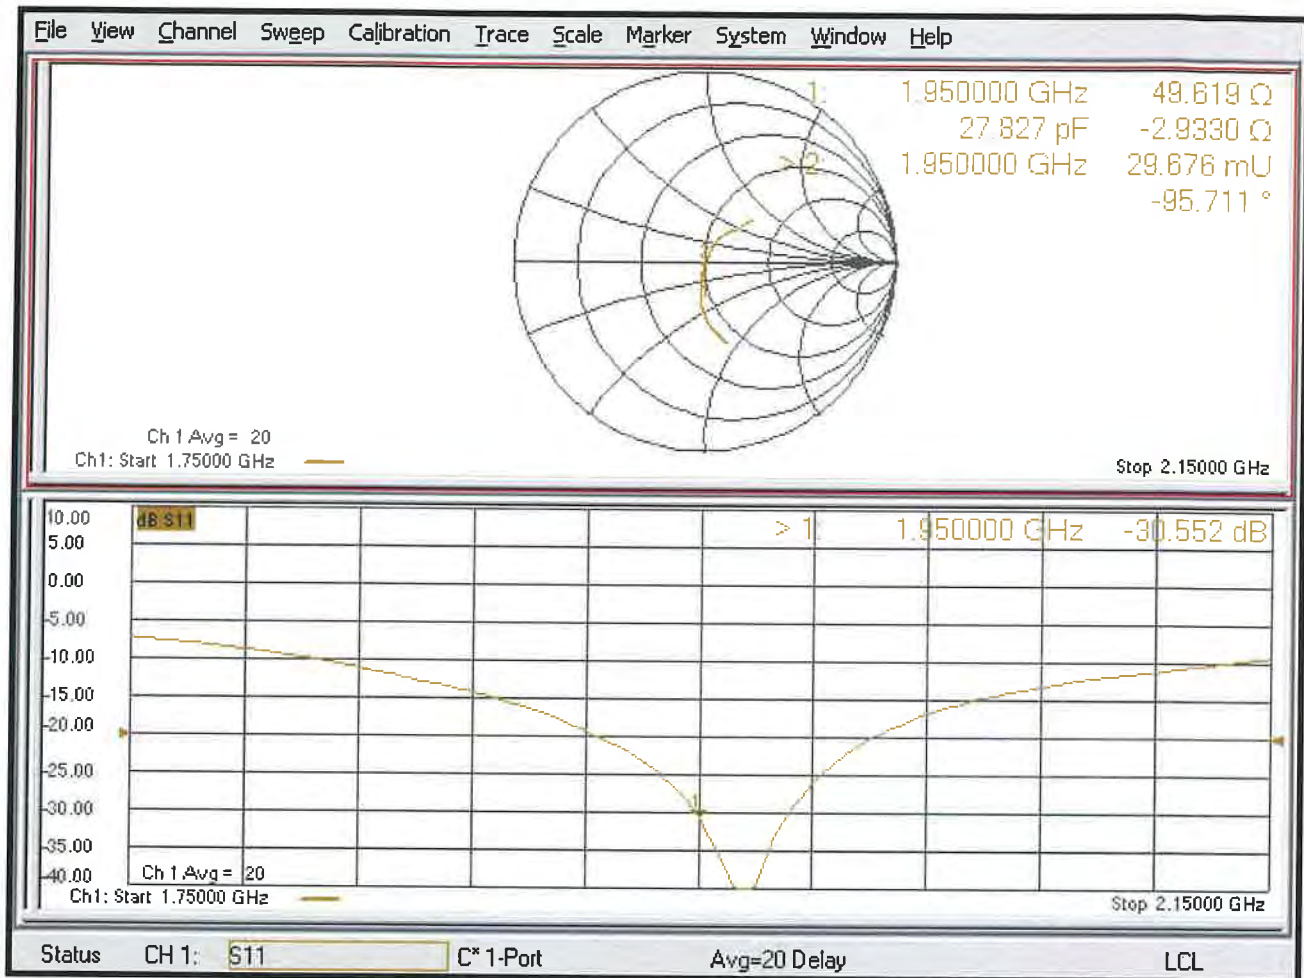 File View Channel Sweep Calibration Trace Scale Marker System Window Help
1: 1.950000 GHz 49.619 Ω
27.827 pF -2.9330 Ω
> 2: 1.950000 GHz 29.676 mU
-95.711 °
Ch 1 Avg = 20
Ch1: Start 1.75000 GHz
Stop 2.15000 GHz
10.00
dB S11
> 1: 1.950000 GHz -30.552 dB
5.00
0.00
-5.00
-10.00
-15.00
-20.00
-25.00
-30.00
1
-35.00
-40.00
Ch 1 Avg = 20
Ch1: Start 1.75000 GHz
Stop 2.15000 GHz
Status CH 1: S11 C* 1-Port Avg=20 Delay LCL